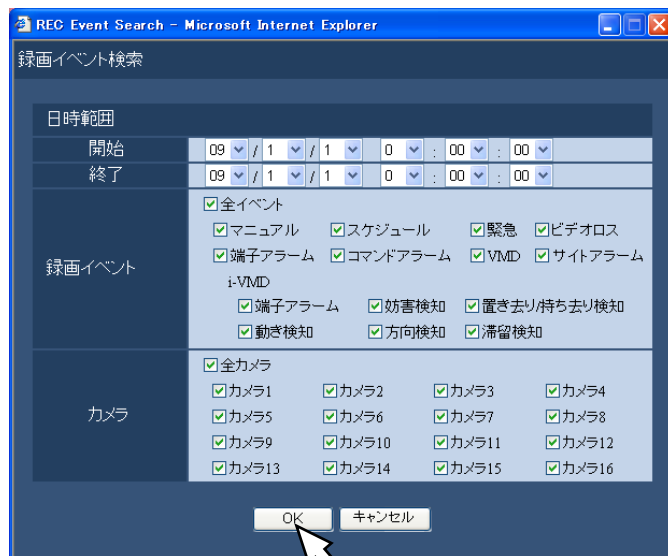 REC Event Search - Microsoft Internet Explorer
録画イベント検索
日時範囲
開始 09 / 1 / 1 0 : 00 : 00
終了 09 / 1 / 1 0 : 00 : 00
全イベント
マニュアル スケジュール 緊急 ビデオロス
端子アラーム コマンドアラーム VMD サイトアラーム
録画イベント
i-VMD
端子アラーム 妨害検知 置き去り/持ち去り検知
動き検知 方向検知 滞留検知
全カメラ
カメラ1 カメラ2 カメラ3 カメラ4
カメラ
カメラ5 カメラ6 カメラ7 カメラ8
カメラ9 カメラ10 カメラ11 カメラ12
カメラ13 カメラ14 カメラ15 カメラ16
OK キャンセル